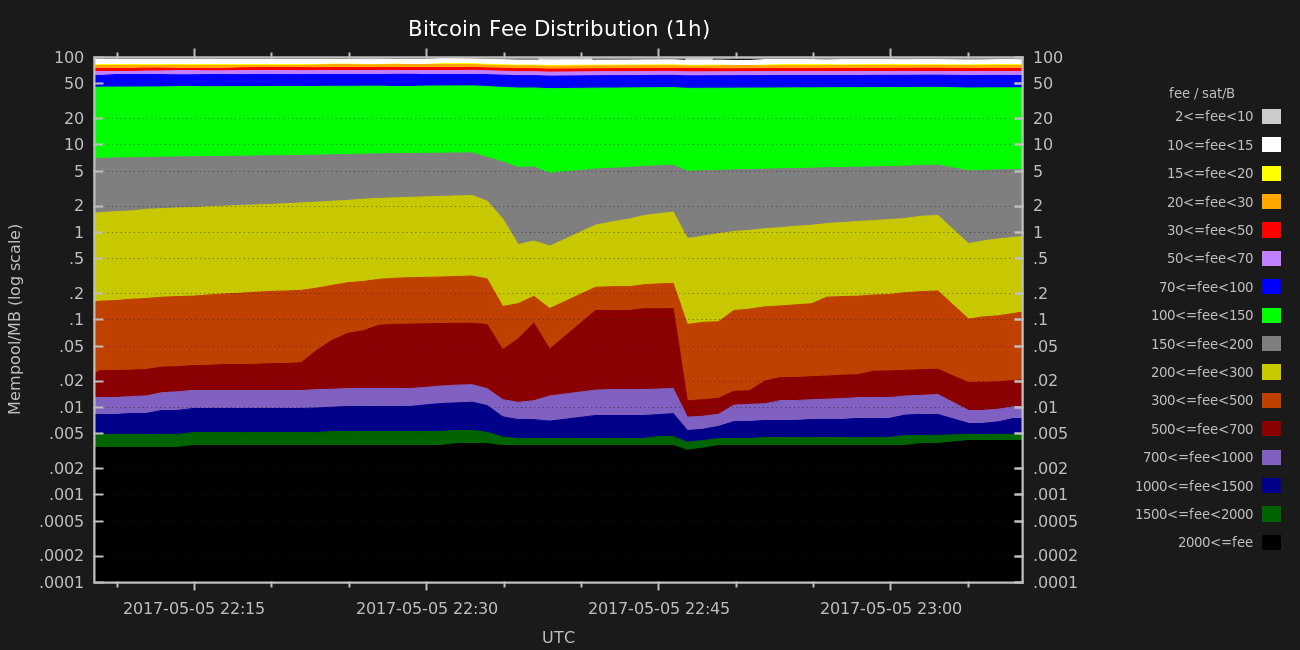 Bitcoin Fee Distribution (1h)
100 100
50 50
20 20
10 10
5 5
2 2
1 1
.5 .5
.2 .2
.1 .1
.05 .05
.02 .02
.01 .01
.005 .005
.002 .002
.001 .001
.0005 .0005
.0002 .0002
.0001 .0001
Mempool/MB (log scale)
2017-05-05 22:15 2017-05-05 22:30 2017-05-05 22:45 2017-05-05 23:00
UTC
fee / sat/B
2<=fee<10
10<=fee<15
15<=fee<20
20<=fee<30
30<=fee<50
50<=fee<70
70<=fee<100
100<=fee<150
150<=fee<200
200<=fee<300
300<=fee<500
500<=fee<700
700<=fee<1000
1000<=fee<1500
1500<=fee<2000
2000<=fee